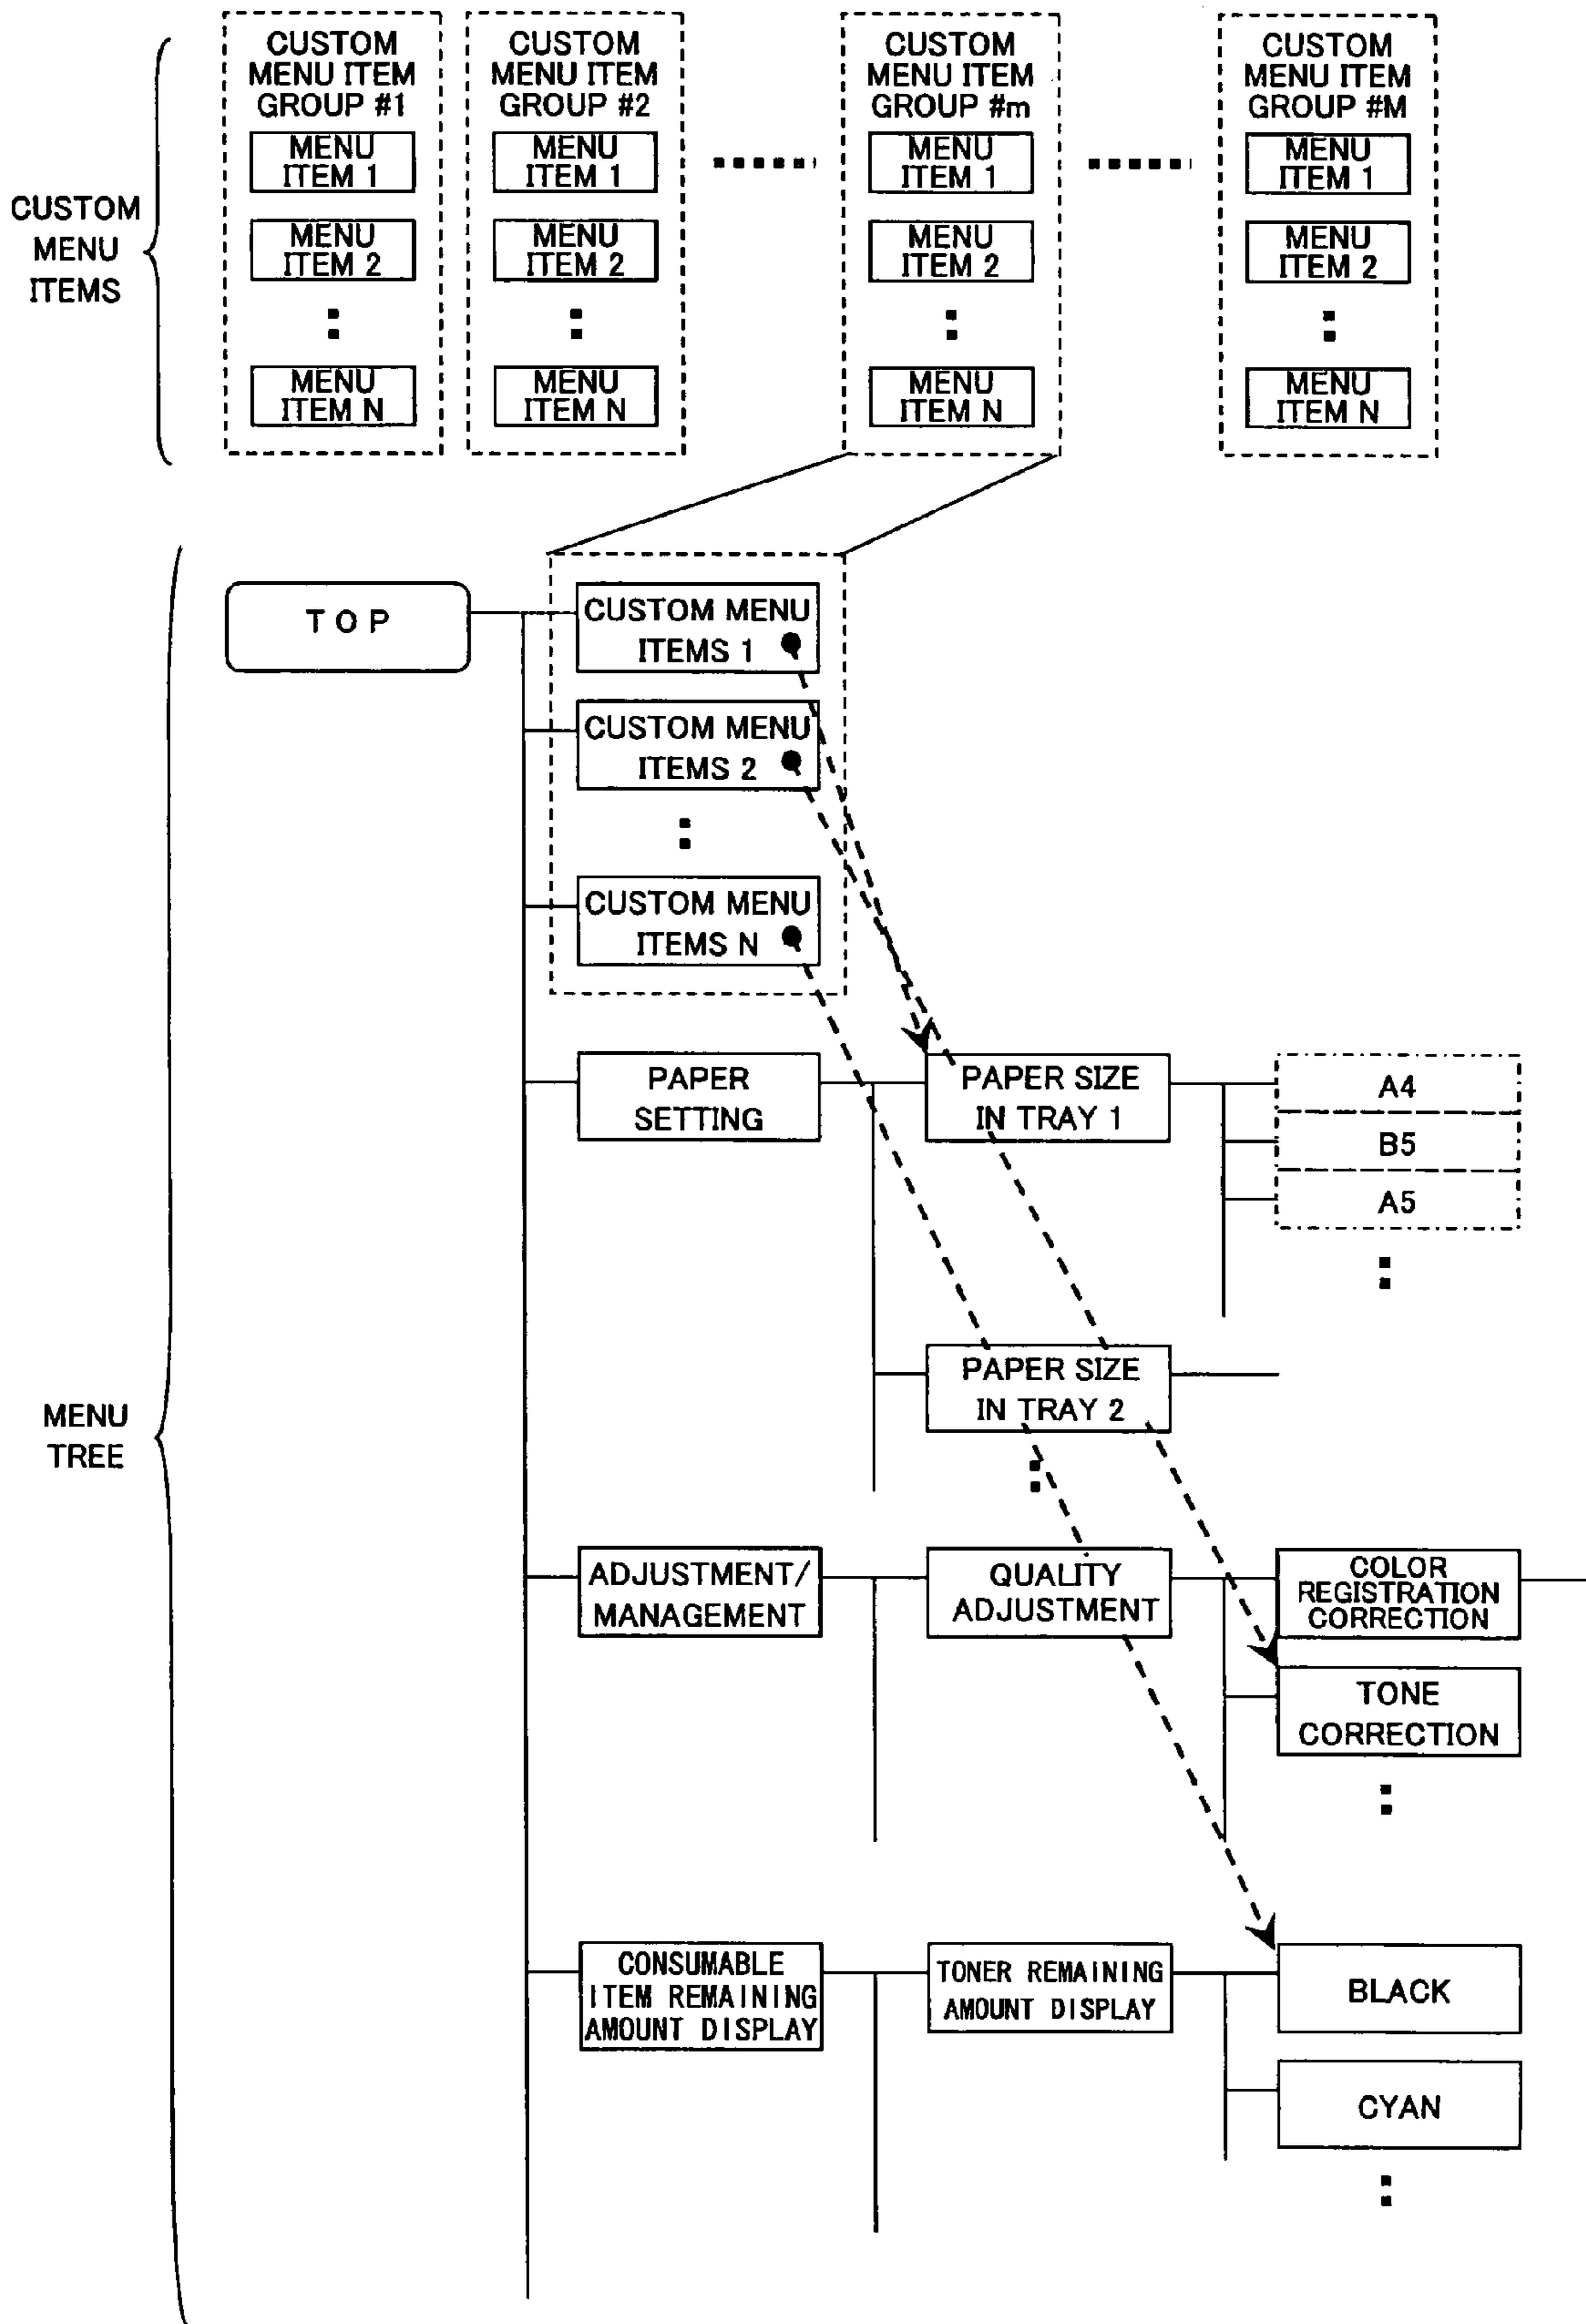 CUSTOM
MENU ITEM
GROUP #1
MENU
ITEM 1
MENU
ITEM 2
MENU
ITEM N
CUSTOM
MENU ITEM
GROUP #2
MENU
ITEM 1
MENU
ITEM 2
MENU
ITEM N
CUSTOM
MENU ITEM
GROUP #m
MENU
ITEM 1
MENU
ITEM 2
MENU
ITEM N
CUSTOM
MENU ITEM
GROUP #M
MENU
ITEM 1
MENU
ITEM 2
MENU
ITEM N
CUSTOM
MENU
ITEMS
TOP
CUSTOM MENU
ITEMS 1
CUSTOM MENU
ITEMS 2
CUSTOM MENU
ITEMS N
PAPER
SETTING
PAPER SIZE
IN TRAY 1
A4
B5
A5
PAPER SIZE
IN TRAY 2
MENU
TREE
ADJUSTMENT/
MANAGEMENT
QUALITY
ADJUSTMENT
COLOR
REGISTRATION
CORRECTION
TONE
CORRECTION
CONSUMABLE
ITEM REMAINING
AMOUNT DISPLAY
TONER REMAINING
AMOUNT DISPLAY
BLACK
CYAN